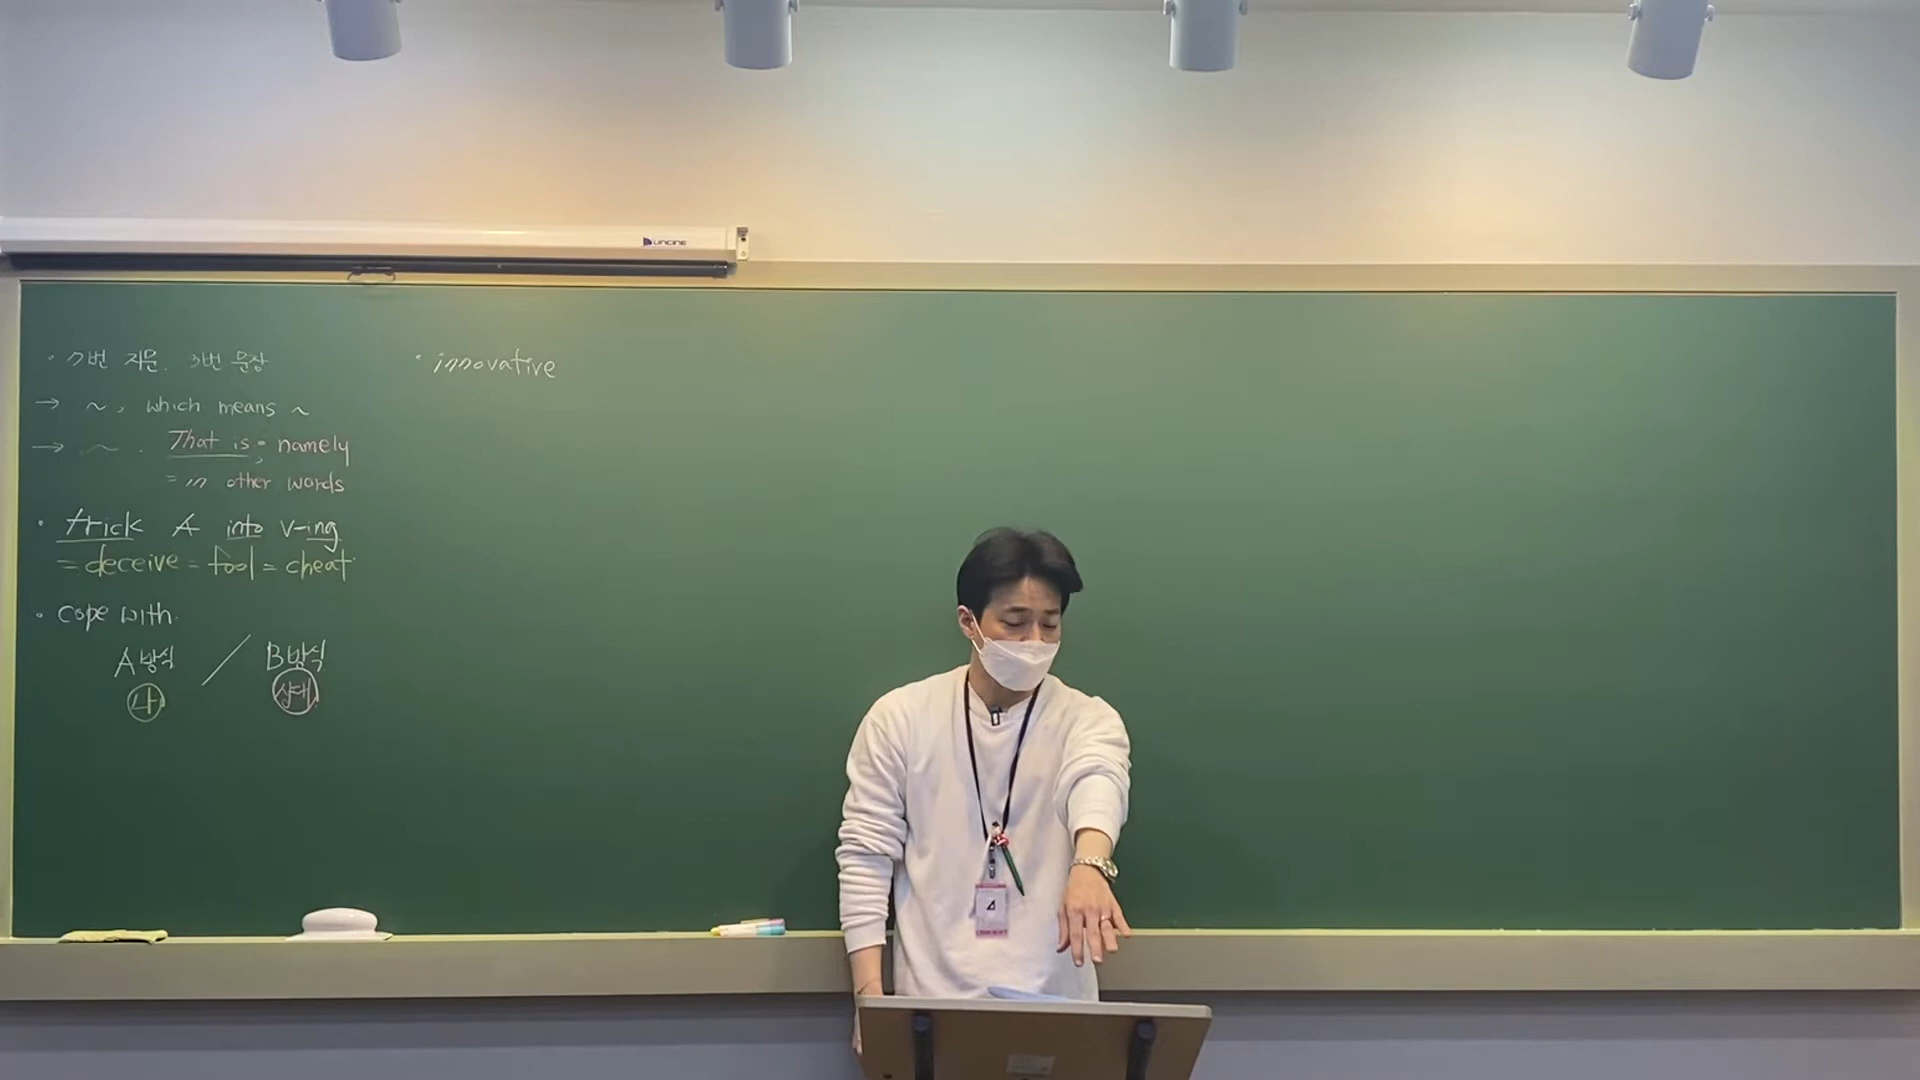 UNCINE
· 7번 지문. 3번 문장
→ ~, which means ~
→ ~ . That is; namely
= in other words
· trick A into v-ing
= deceive = fool = cheat
· cope with.
A방식 / B방식
나 상대
· innovative